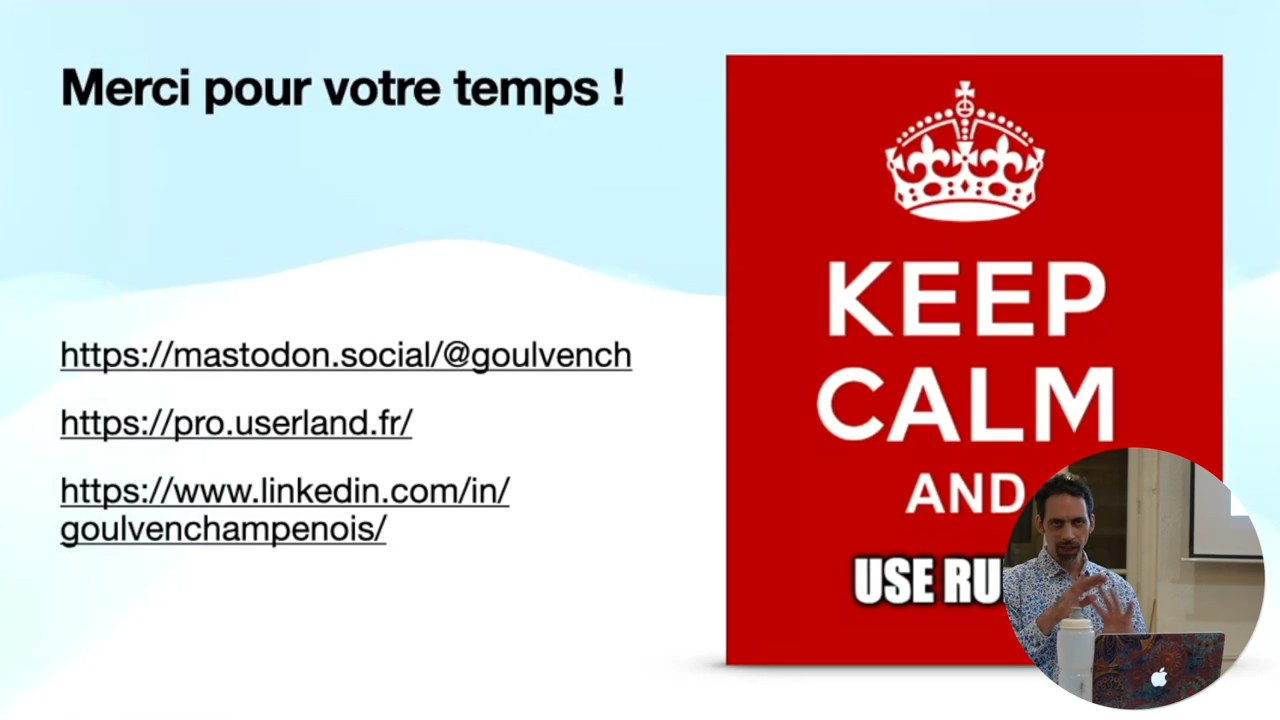 Merci pour votre temps !
https://mastodon.social/@goulvench
https://pro.userland.fr/
https://www.linkedin.com/in/
goulvenchampenois/
KEEP
CALM
AND
USE